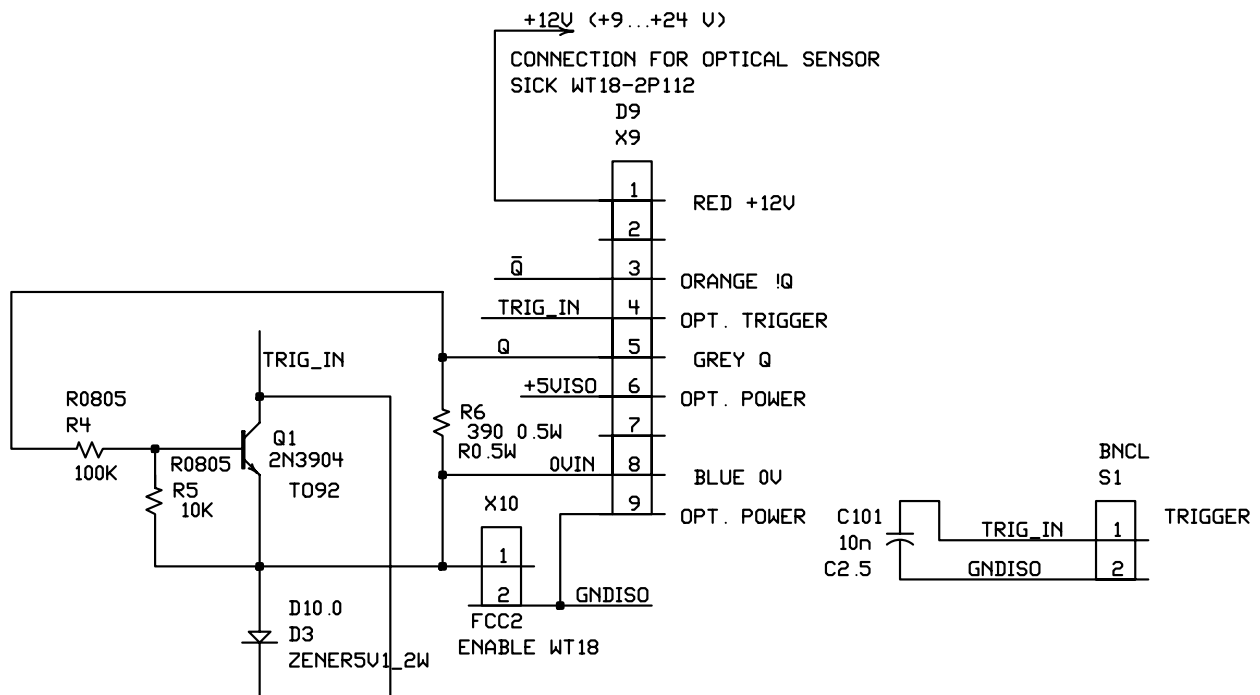 +12V (+9...+24 V)
CONNECTION FOR OPTICAL SENSOR
SICK WT18-2P112
D9
X9
1
RED +12V
2
Q̄
3
ORANGE !Q
TRIG_IN
4
OPT. TRIGGER
Q
5
GREY Q
+5VISO
6
OPT. POWER
7
0VIN
8
BLUE 0V
9
OPT. POWER
TRIG_IN
R0805
R4
100K
R0805
R5
10K
Q1
2N3904
TO92
R6
390 0.5W
R0.5W
X10
1
2
GNDISO
FCC2
ENABLE WT18
D10.0
D3
ZENER5V1_2W
C101
10n
C2.5
TRIG_IN
GNDISO
BNCL
S1
1
2
TRIGGER